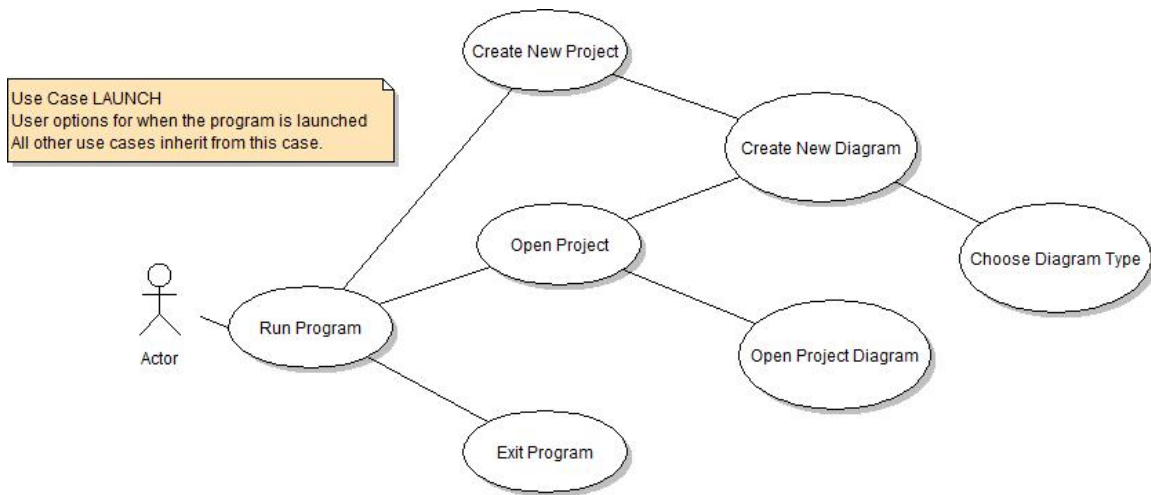 Create New Project
Use Case LAUNCH
User options for when the program is launched
All other use cases inherit from this case.
Create New Diagram
Open Project
Choose Diagram Type
Run Program
Actor
Open Project Diagram
Exit Program